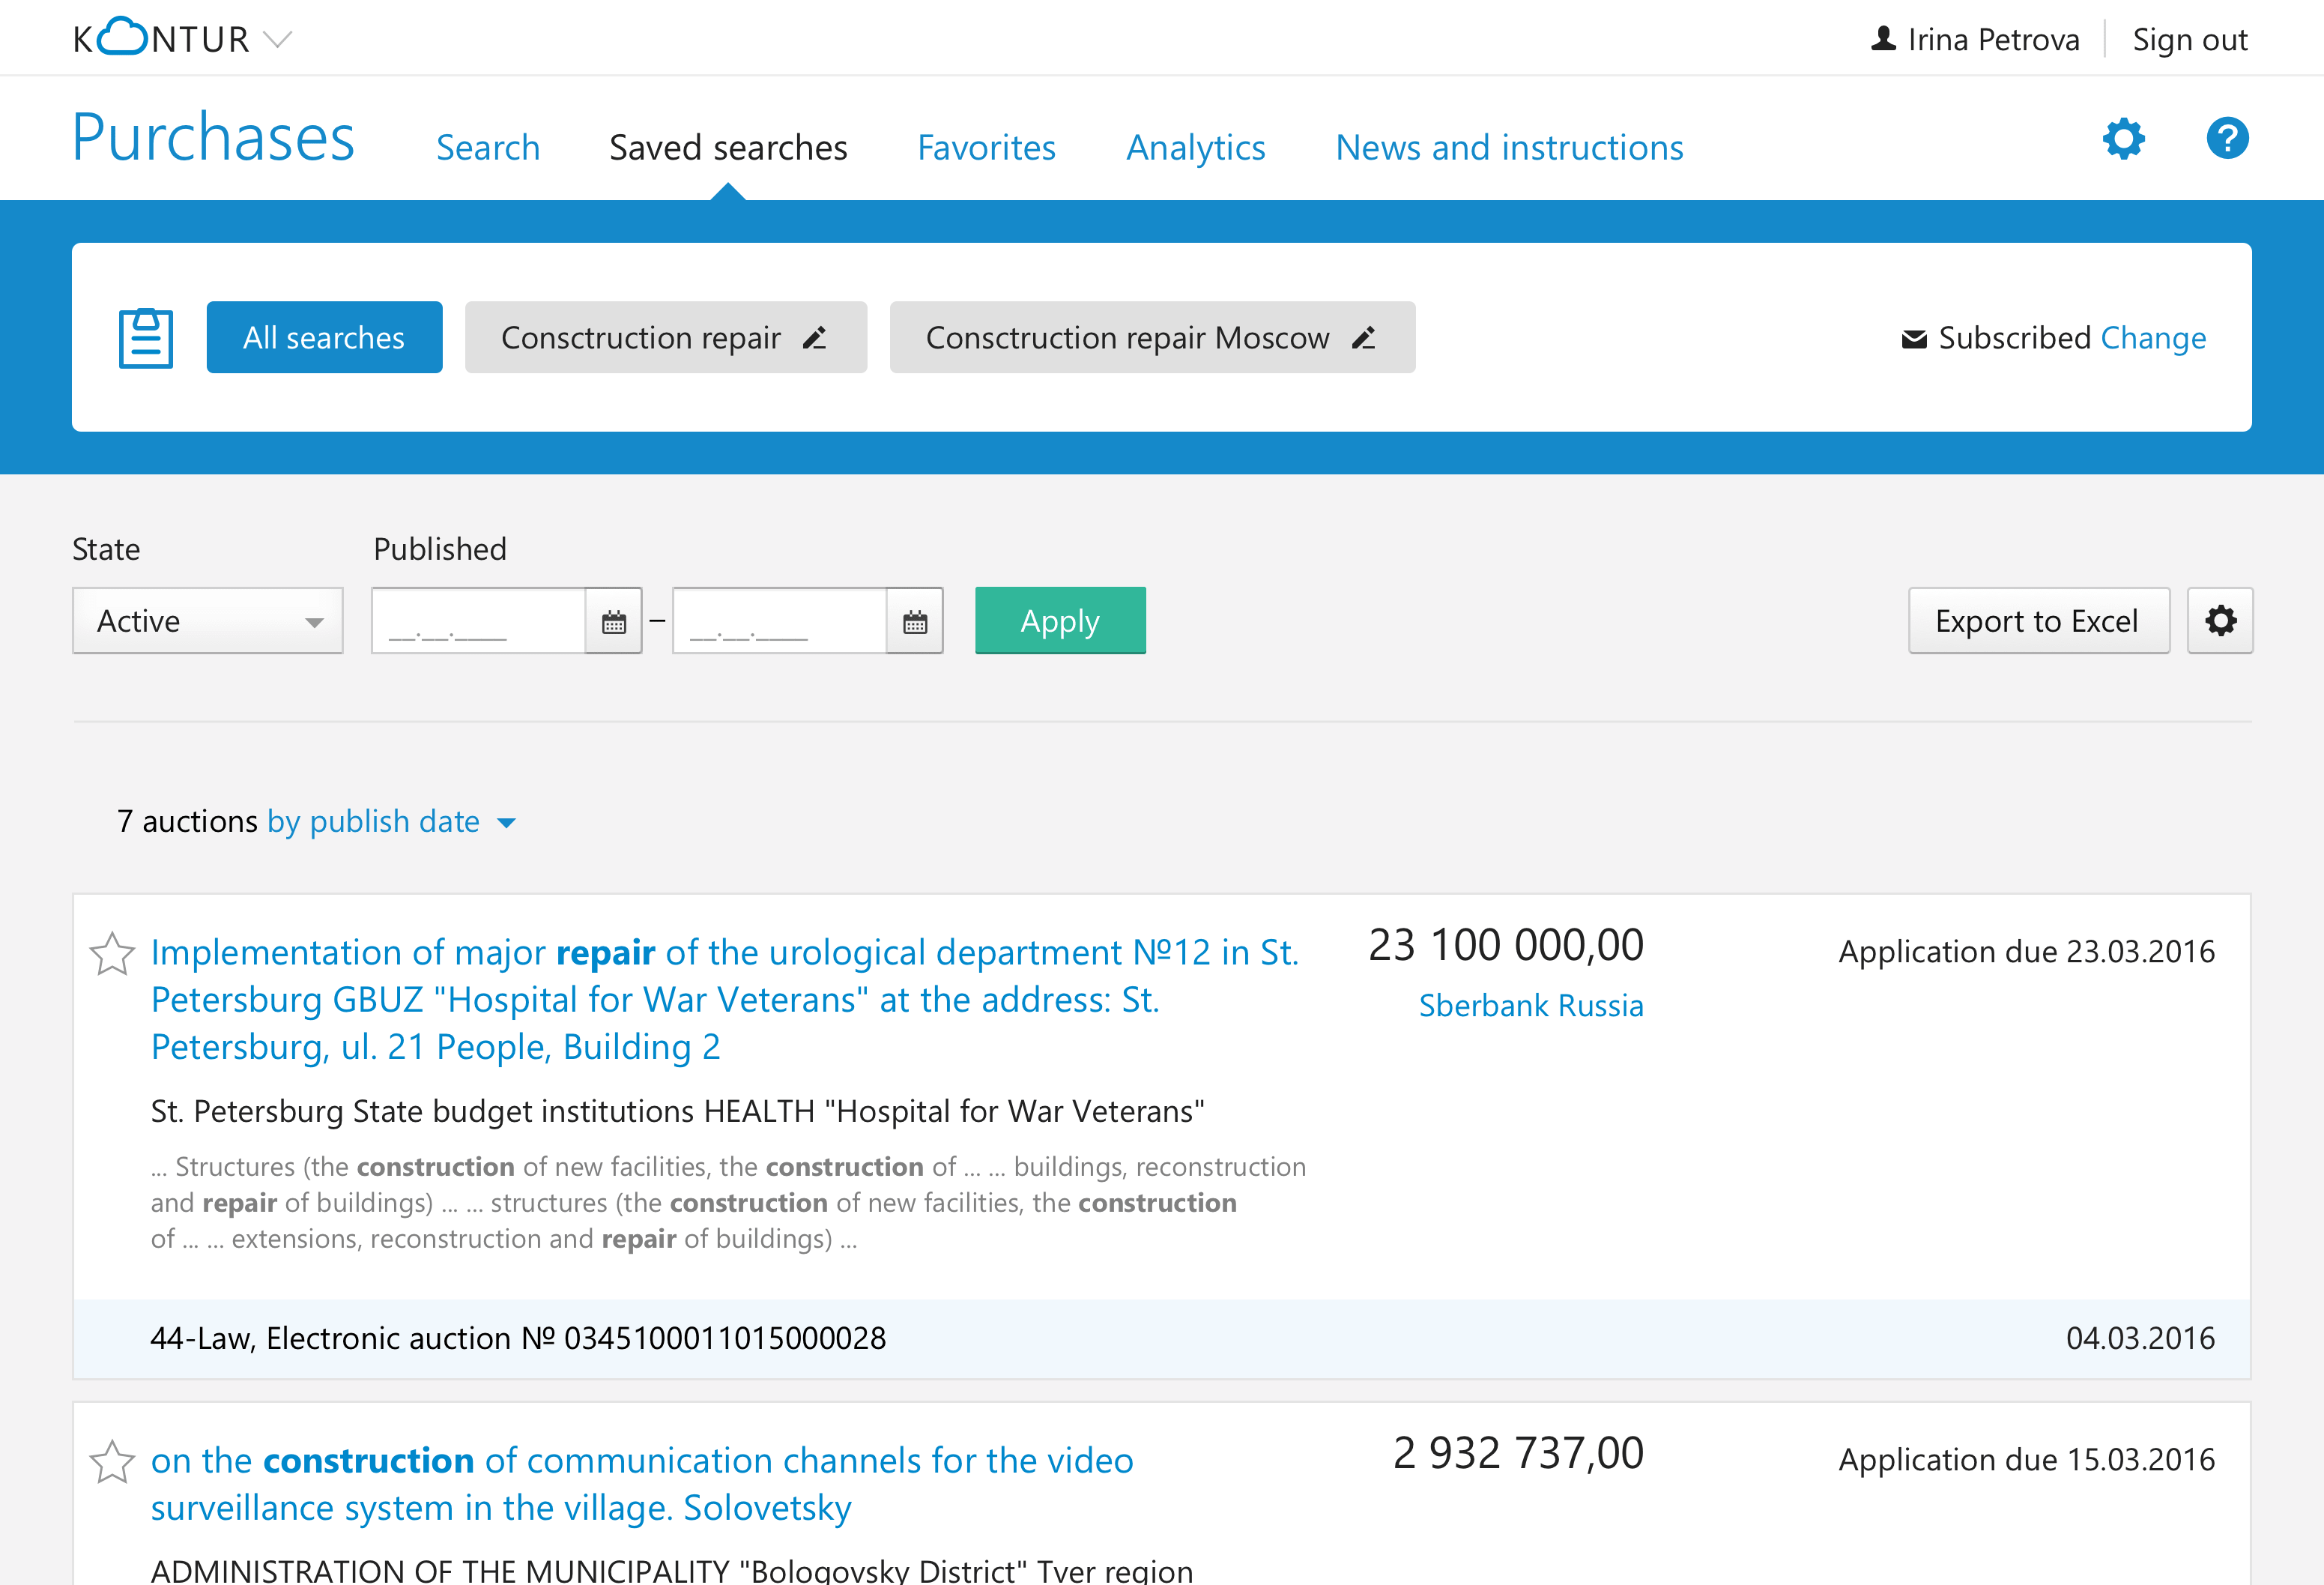 KONTUR
Irina Petrova
Sign out
Purchases
Search
Saved searches
Favorites
Analytics
News and instructions
?
All searches
Consctruction repair
Consctruction repair Moscow
Subscribed Change
State
Published
Active
__.__.____
–
__.__.____
Apply
Export to Excel
7 auctions by publish date
Implementation of major repair of the urological department №12 in St.
Petersburg GBUZ "Hospital for War Veterans" at the address: St.
Petersburg, ul. 21 People, Building 2
23 100 000,00
Sberbank Russia
Application due 23.03.2016
St. Petersburg State budget institutions HEALTH "Hospital for War Veterans"
... Structures (the construction of new facilities, the construction of ... ... buildings, reconstruction
and repair of buildings) ... ... structures (the construction of new facilities, the construction
of ... ... extensions, reconstruction and repair of buildings) ...
44-Law, Electronic auction № 0345100011015000028
04.03.2016
on the construction of communication channels for the video
surveillance system in the village. Solovetsky
2 932 737,00
Application due 15.03.2016
ADMINISTRATION OF THE MUNICIPALITY "Bologovsky District" Tver region